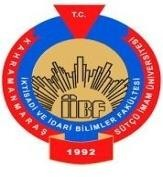 T.C.
KAHRAMANMARAŞ SÜTÇÜ İMAM ÜNİVERSİTESİ
İKTİSADİ VE İDARİ BİLİMLER FAKÜLTESİ
İİBF
1992